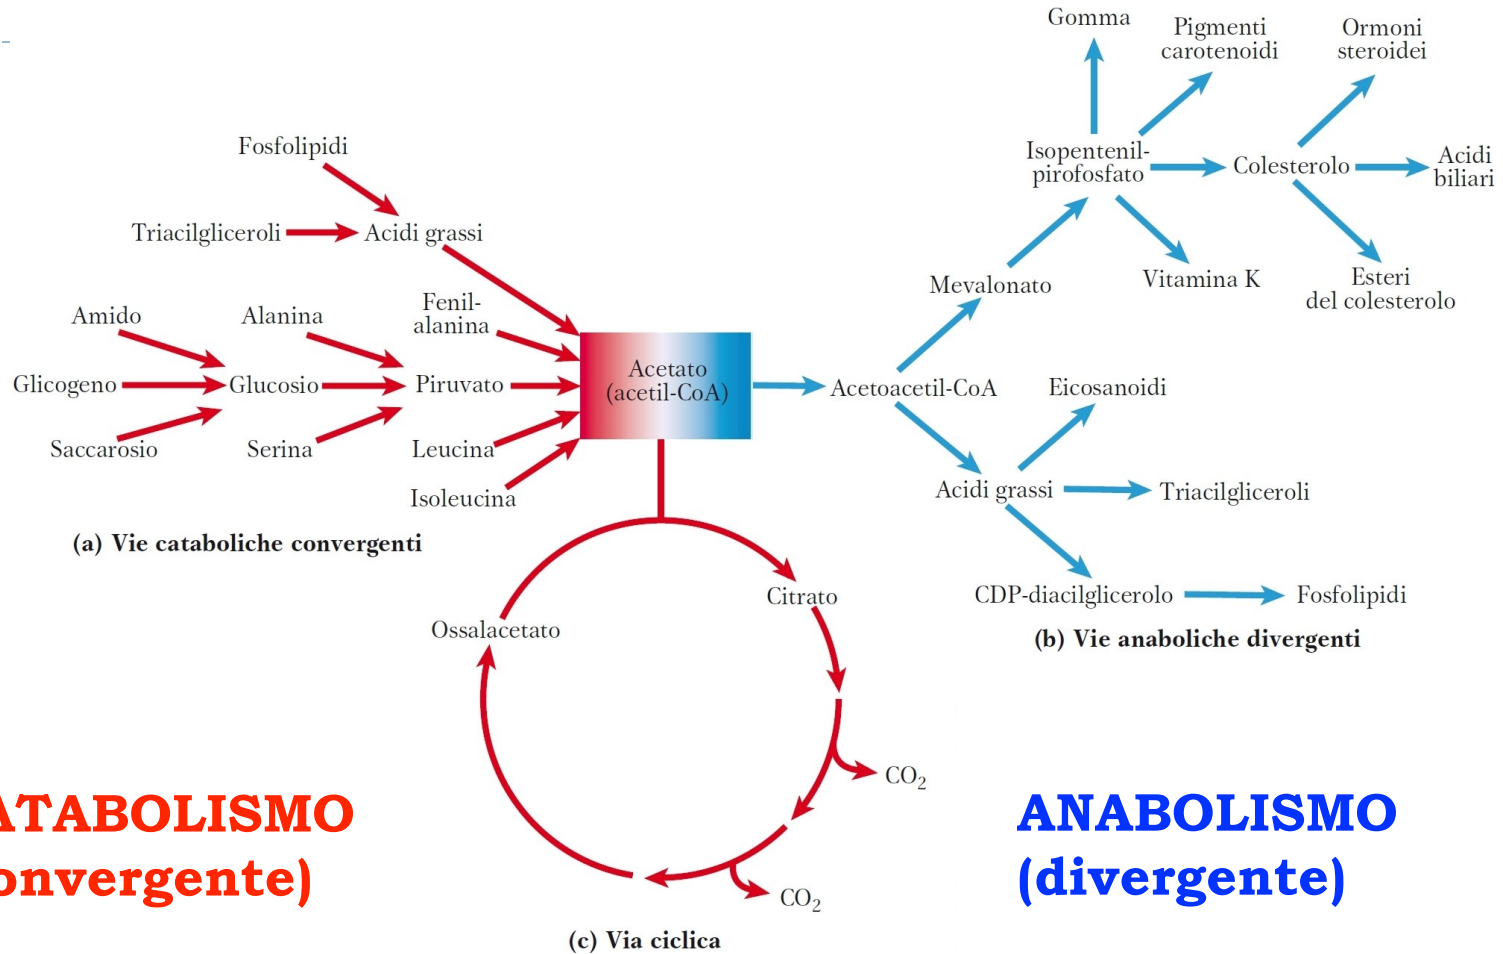 Gomma
Pigmenti
carotenoidi
Ormoni
steroidei
Fosfolipidi
Isopentenil-
pirofosfato
Colesterolo
Acidi
biliari
Triacilgliceroli
Acidi grassi
Mevalonato
Vitamina K
Esteri
del colesterolo
Amido
Alanina
Fenil-
alanina
Glicogeno
Glucosio
Piruvato
Acetato
(acetil-CoA)
Acetoacetil-CoA
Eicosanoidi
Saccarosio
Serina
Leucina
Isoleucina
Acidi grassi
Triacilgliceroli
(a) Vie cataboliche convergenti
CDP-diacilglicerolo
Fosfolipidi
(b) Vie anaboliche divergenti
Citrato
Ossalacetato
CO2
CO2
(c) Via ciclica
ATABOLISMO
onvergente)
ANABOLISMO
(divergente)